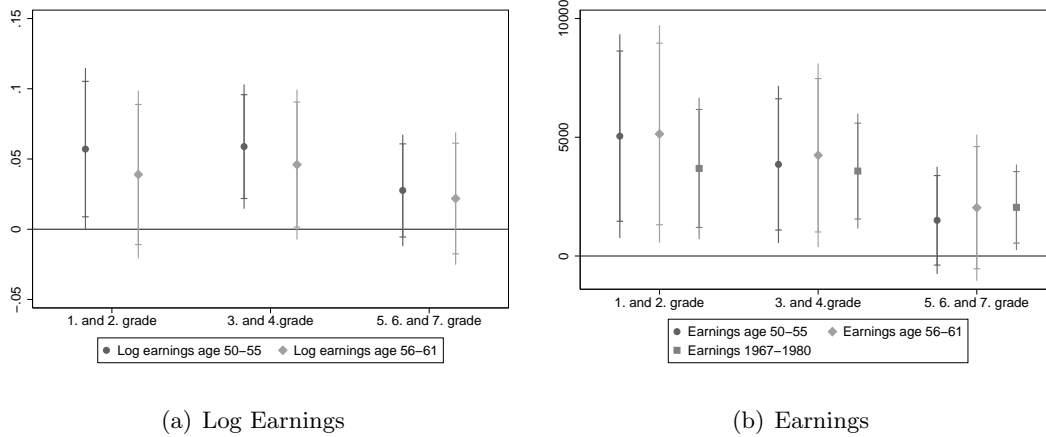 .15
.1
.05
0
−.05
1. and 2. grade 3. and 4.grade 5. 6. and 7. grade
Log earnings age 50−55 Log earnings age 56−61
(a) Log Earnings
10000
5000
0
1. and 2. grade 3. and 4.grade 5. 6. and 7. grade
Earnings age 50−55 Earnings age 56−61
Earnings 1967−1980
(b) Earnings